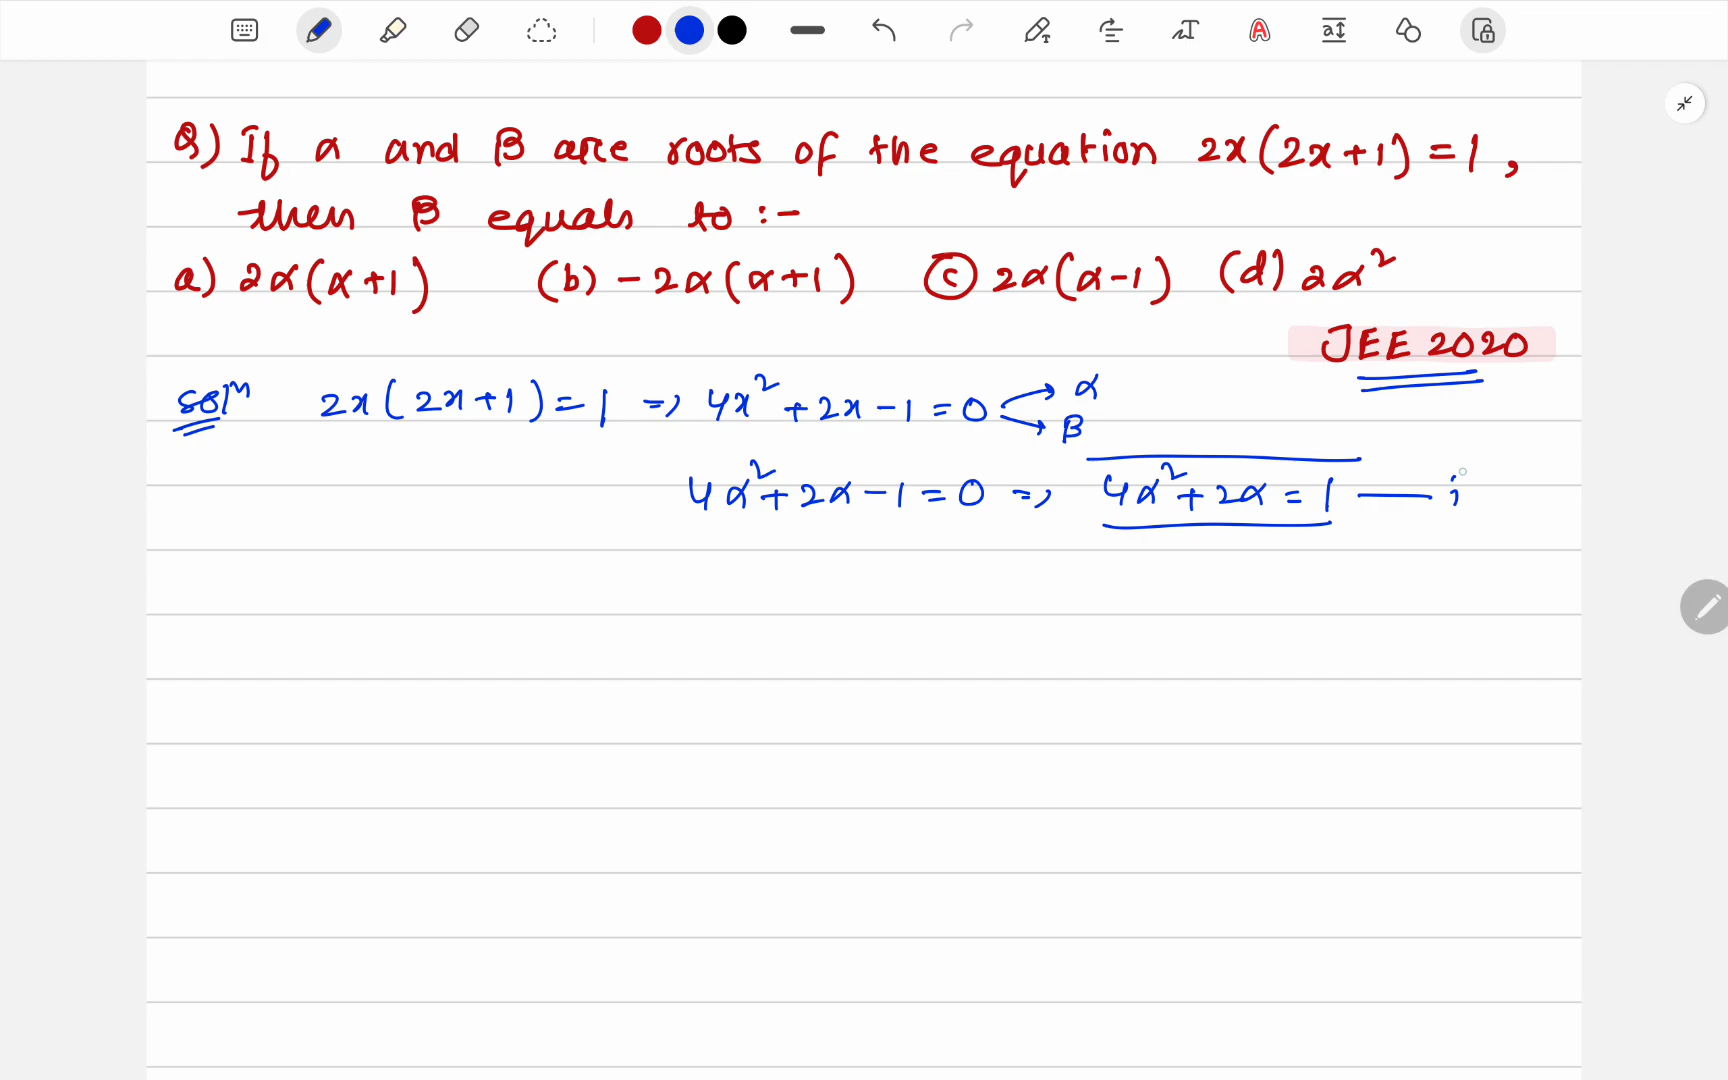 Q) If α and β are roots of the equation 2x(2x+1)=1,
then β equals to :-
a) 2α(α+1) (b) -2α(α+1) (c) 2α(α-1) (d) 2α²
JEE 2020
Solⁿ 2x(2x+1)=1 => 4x²+2x-1=0 α
β
4α²+2α-1=0 => 4α²+2α=1 — i